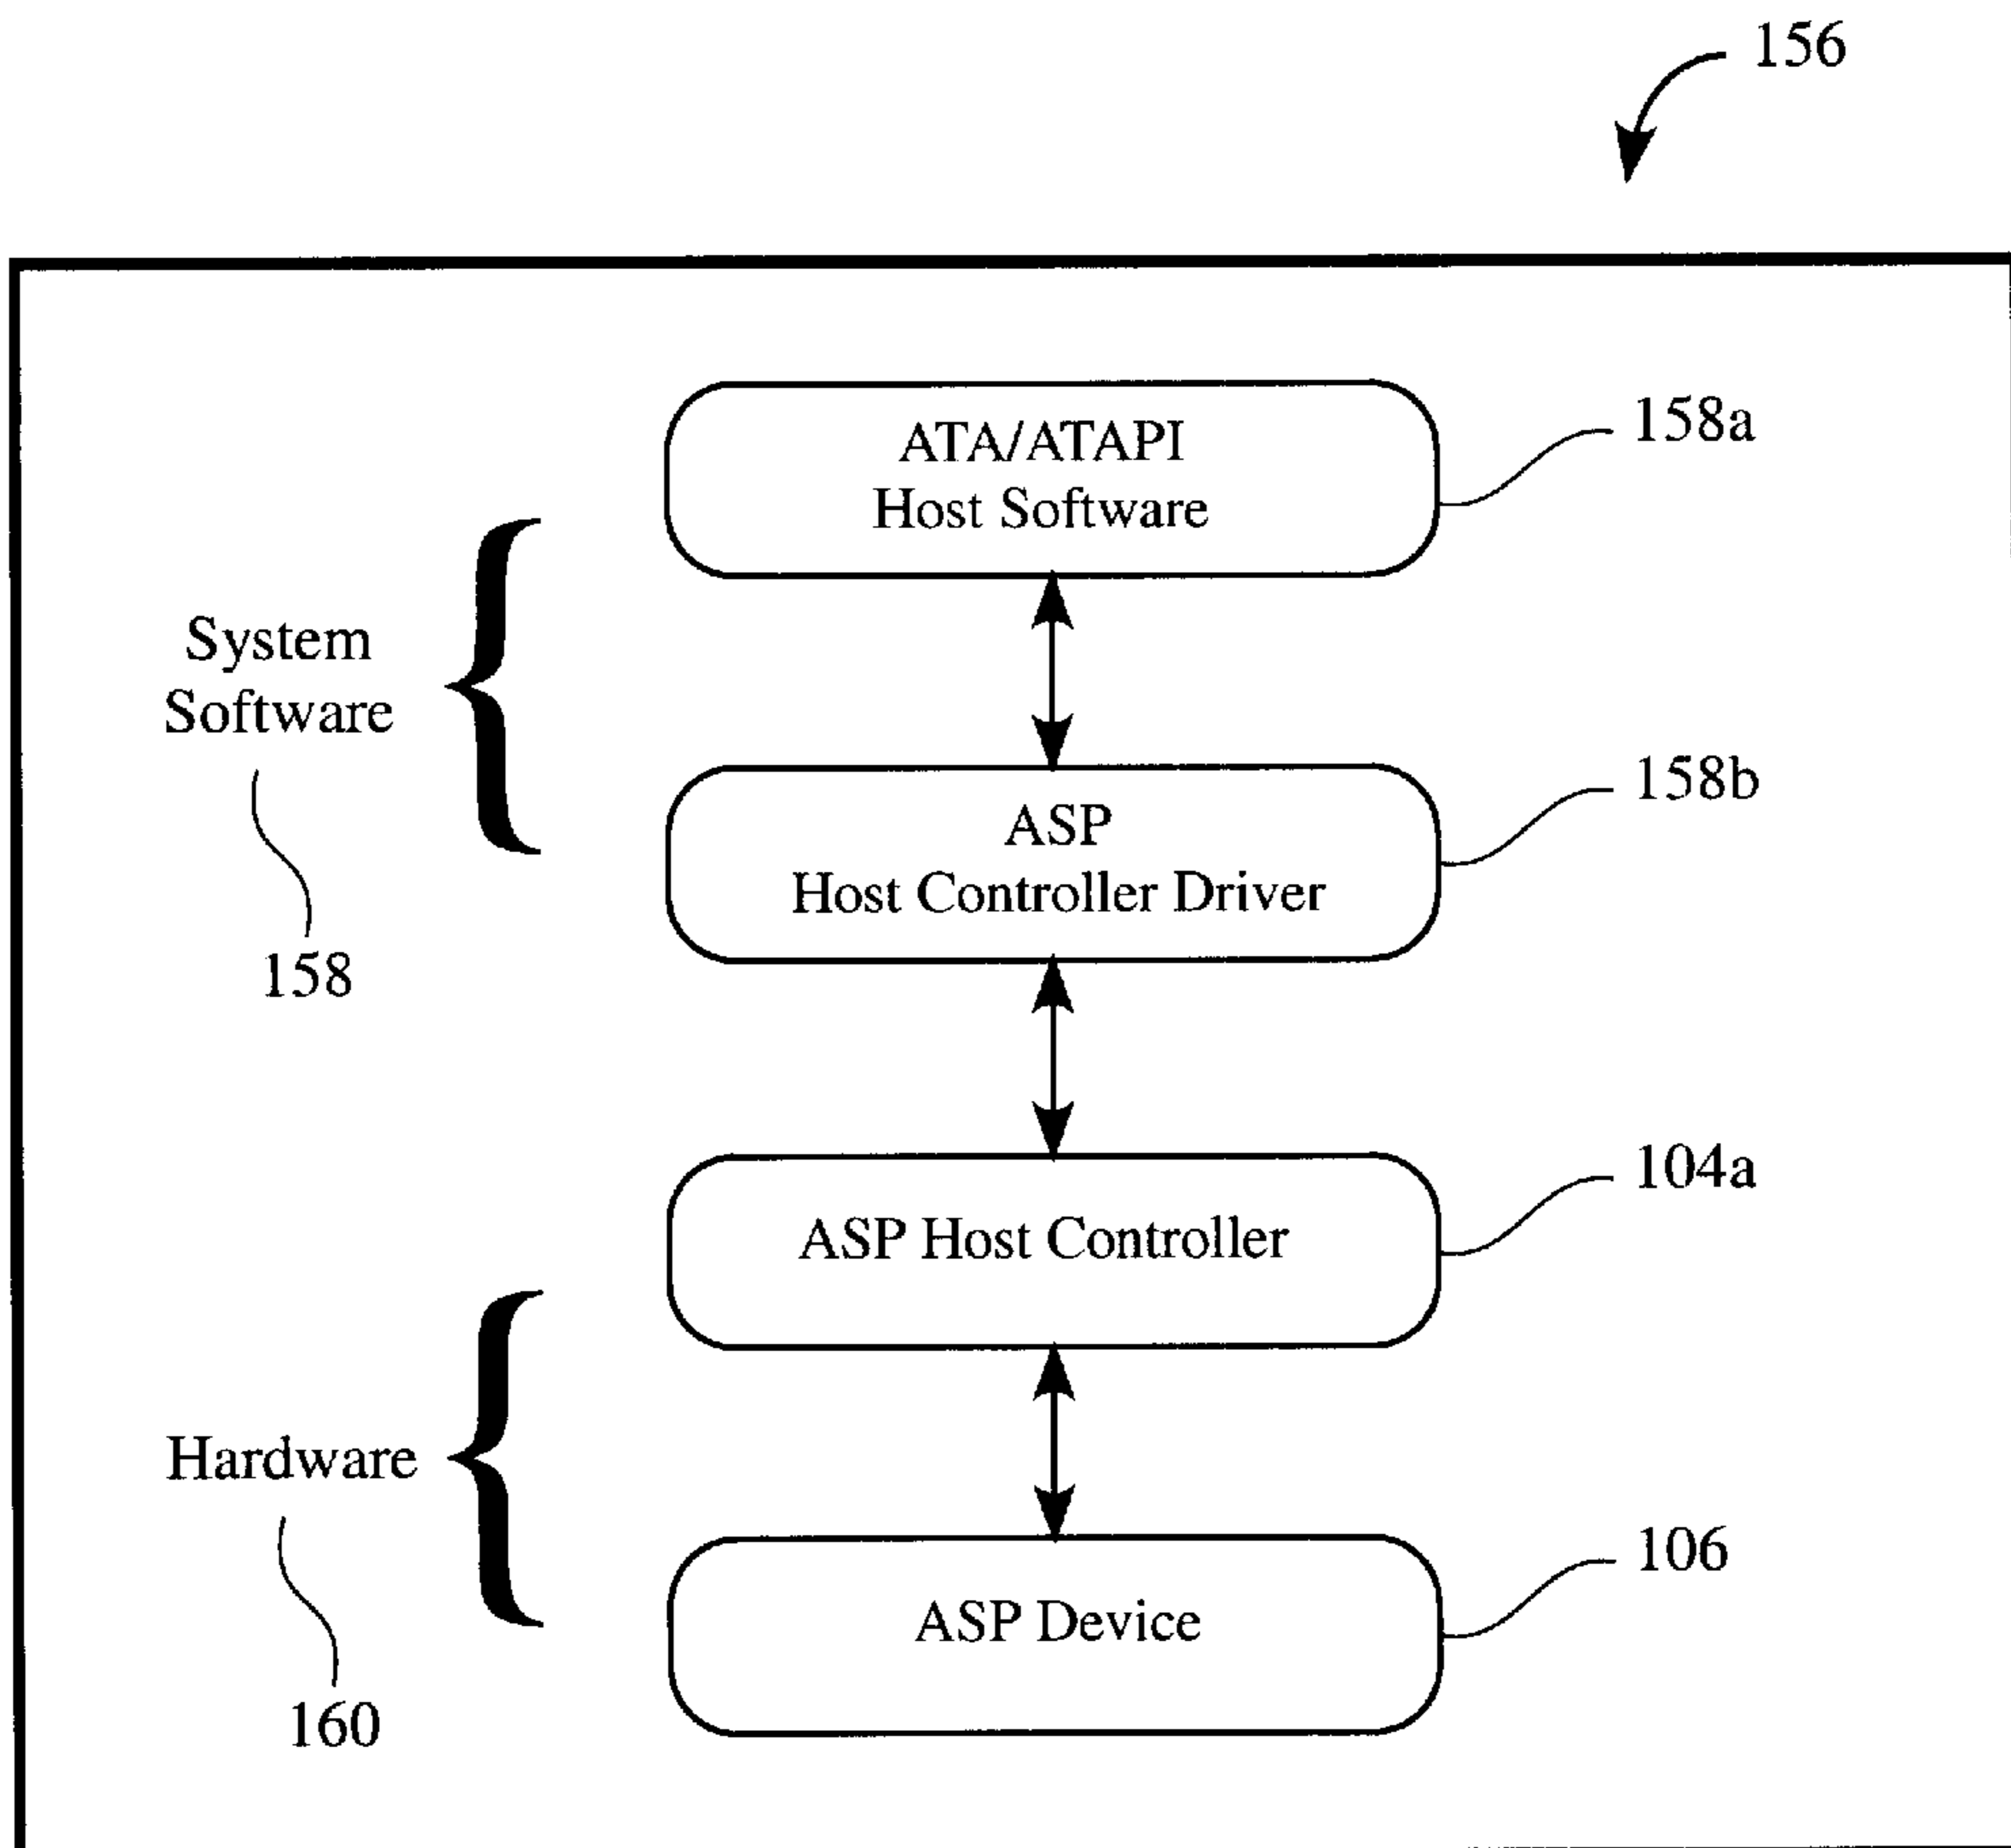 156
ATA/ATAPI
Host Software
158a
System
Software
158
ASP
Host Controller Driver
158b
ASP Host Controller
104a
Hardware
160
ASP Device
106